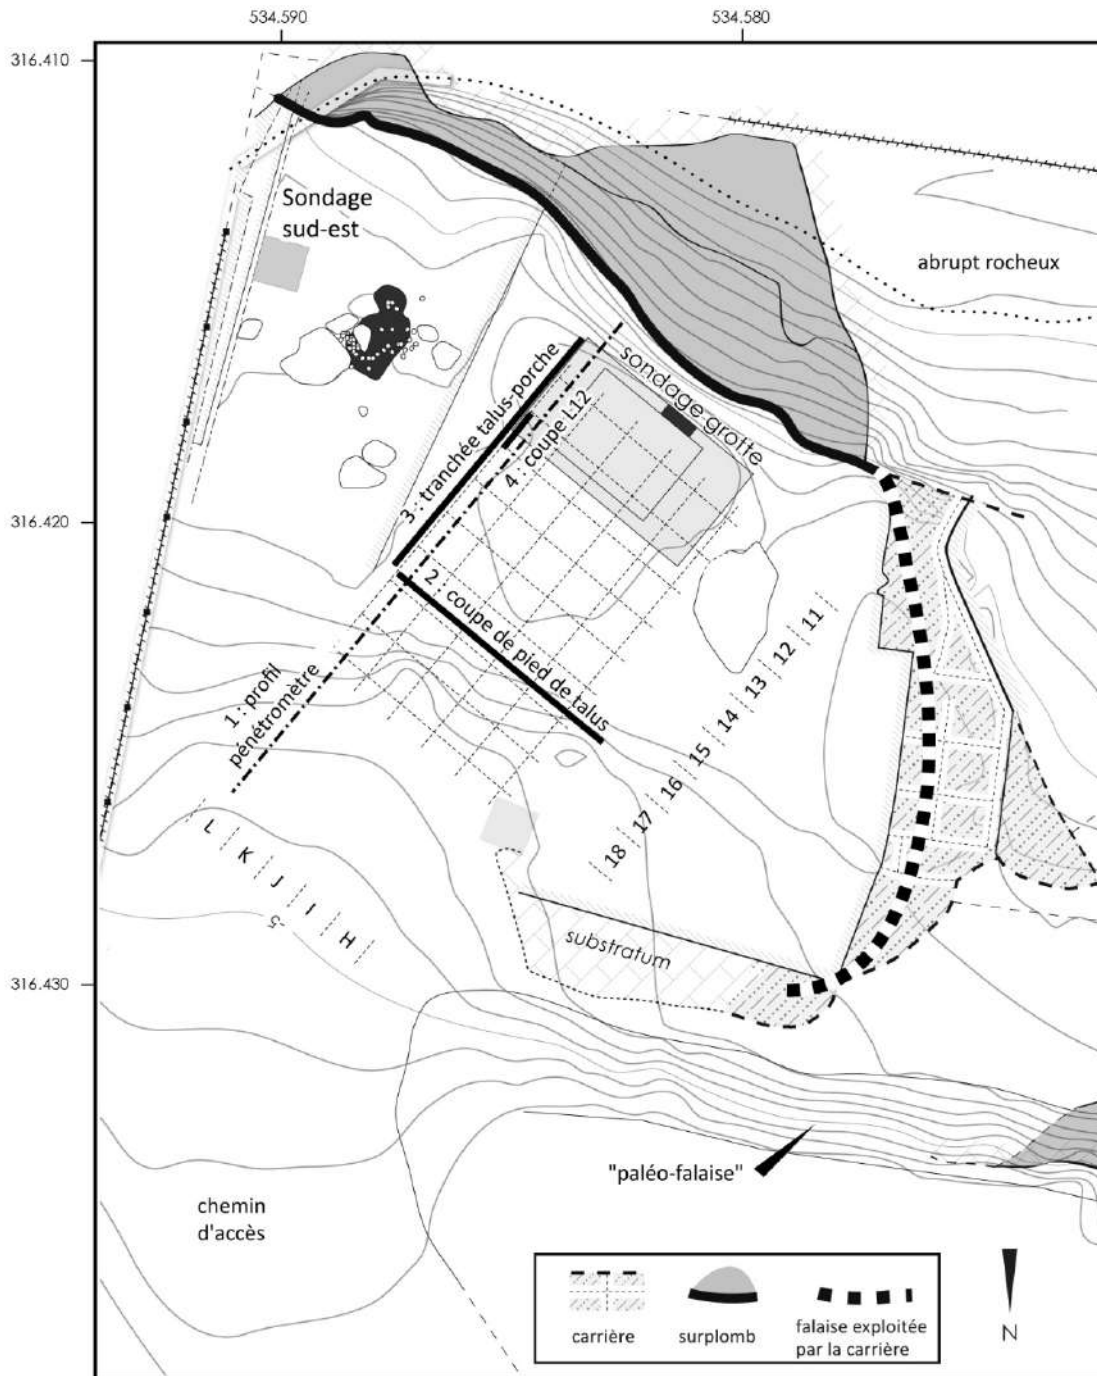 534.590
534.580
316.410
Sondage
sud-est
abrupt rocheux
sondage-grotte
3 : tranchée talus-porche
4 : coupe L12
316.420
2 : coupe de pied de talus
1 : profil
pénétromètre
11
12
13
14
15
16
17
18
L
K
J
I
H
5
substratum
316.430
"paléo-falaise"
chemin
d'accès
carrière
surplomb
falaise exploitée
par la carrière
N